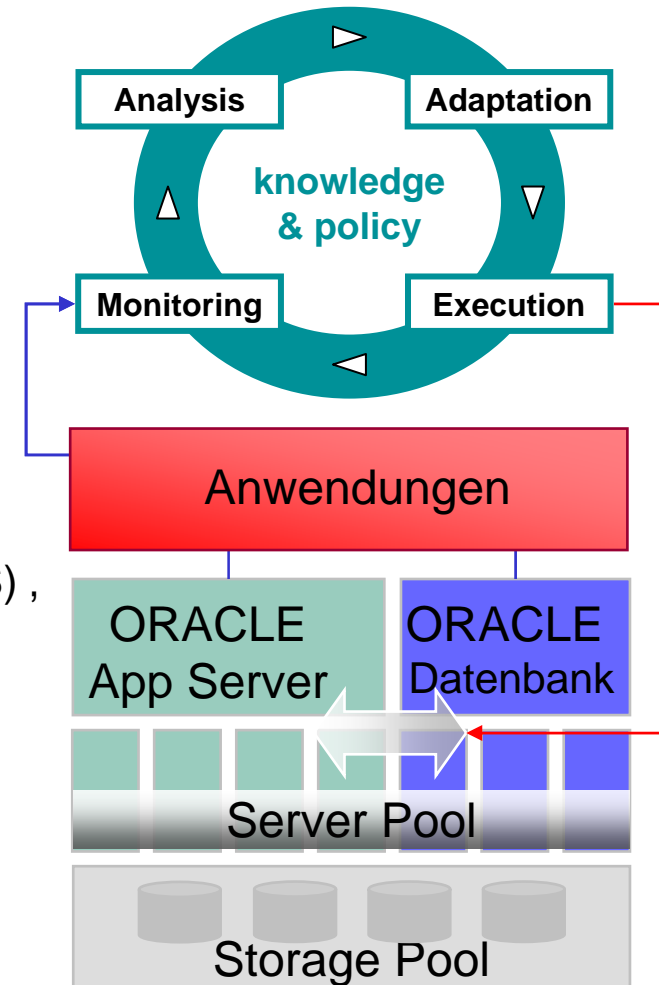 Analysis
Adaptation
knowledge
& policy
Monitoring
Execution
Anwendungen
) ,
ORACLE
App Server
ORACLE
Datenbank
Server Pool
Storage Pool